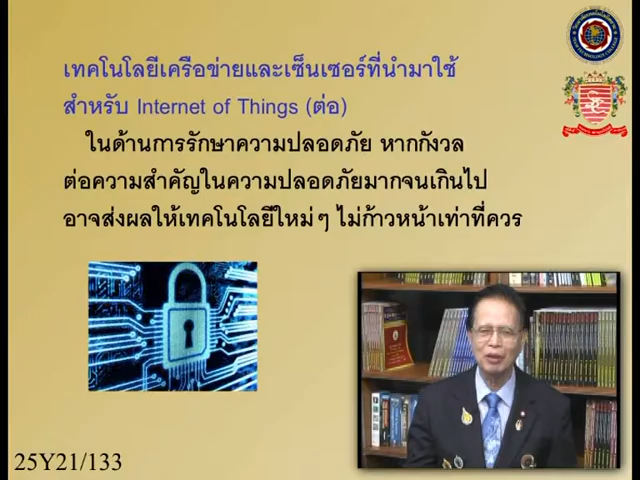 เทคโนโลยีเครือข่ายและเซ็นเซอร์ที่นำมาใช้
สำหรับ Internet of Things (ต่อ)
ในด้านการรักษาความปลอดภัย หากกังวล
ต่อความสำคัญในความปลอดภัยมากจนเกินไป
อาจส่งผลให้เทคโนโลยีใหม่ๆ ไม่ก้าวหน้าเท่าที่ควร
25Y21/133